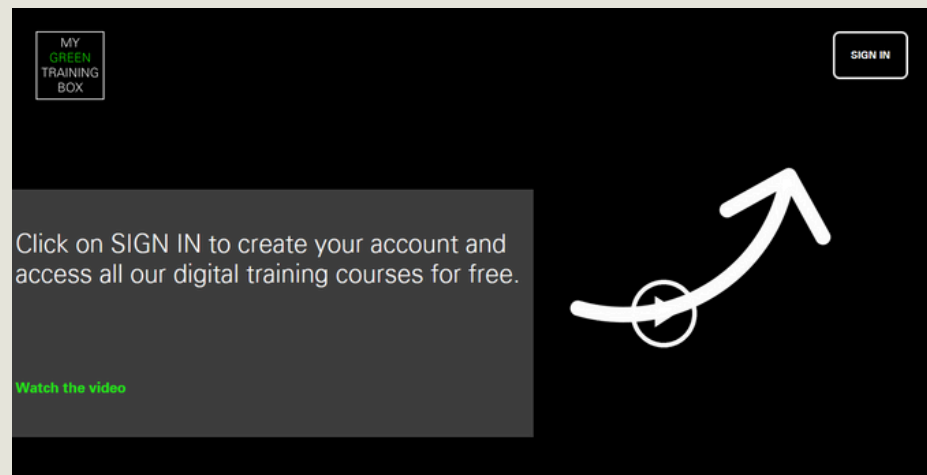 MY
GREEN
TRAINING
BOX
SIGN IN
Click on SIGN IN to create your account and
access all our digital training courses for free.
Watch the video